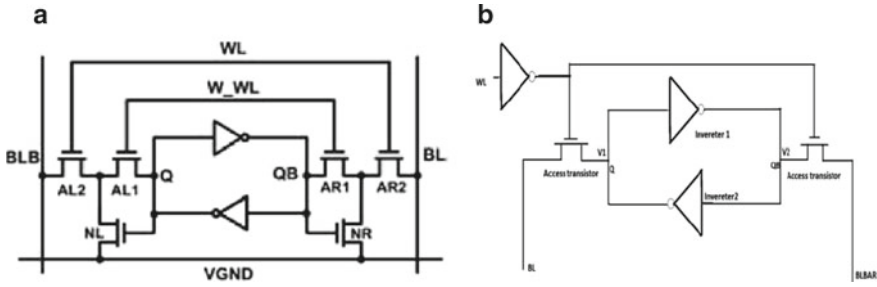 a
WL
W_WL
BLB
Q
QB
BL
AL2
AL1
AR1
AR2
NL
NR
VGND
b
WL
Invereter 1
V1
V2
Q
QB
Access transistor
Access transistor
Invereter2
BL
BLBAR